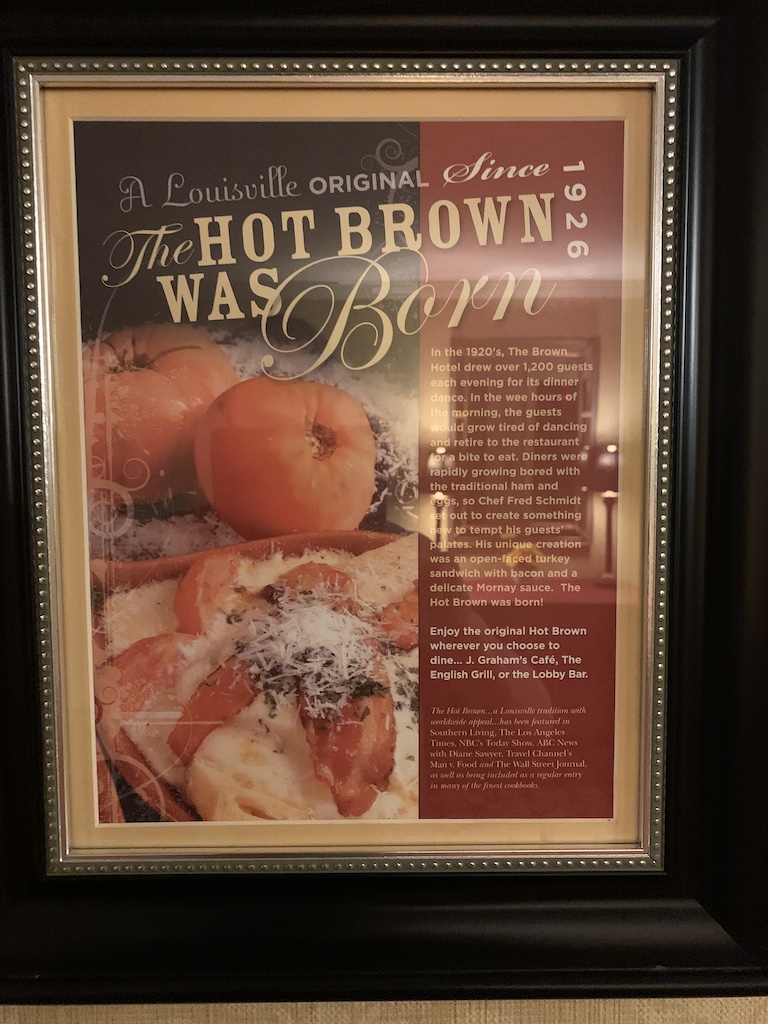 A Louisville ORIGINAL Since 1926
The HOT BROWN
WAS Born
In the 1920's, The Brown
Hotel drew over 1,200 guests
each evening for its dinner
dance. In the wee hours of
the morning, the guests
would grow tired of dancing
and retire to the restaurant
for a bite to eat. Diners were
rapidly growing bored with
the traditional ham and
eggs, so Chef Fred Schmidt
set out to create something
new to tempt his guests'
palates. His unique creation
was an open-faced turkey
sandwich with bacon and a
delicate Mornay sauce. The
Hot Brown was born!
Enjoy the original Hot Brown
wherever you choose to
dine... J. Graham's Café, The
English Grill, or the Lobby Bar.
The Hot Brown...a Louisville tradition with
worldwide appeal...has been featured in
Southern Living, The Los Angeles
Times, NBC's Today Show, ABC News
with Diane Sawyer, Travel Channel's
Man v. Food and The Wall Street Journal,
as well as being included as a regular entry
in many of the finest cookbooks.